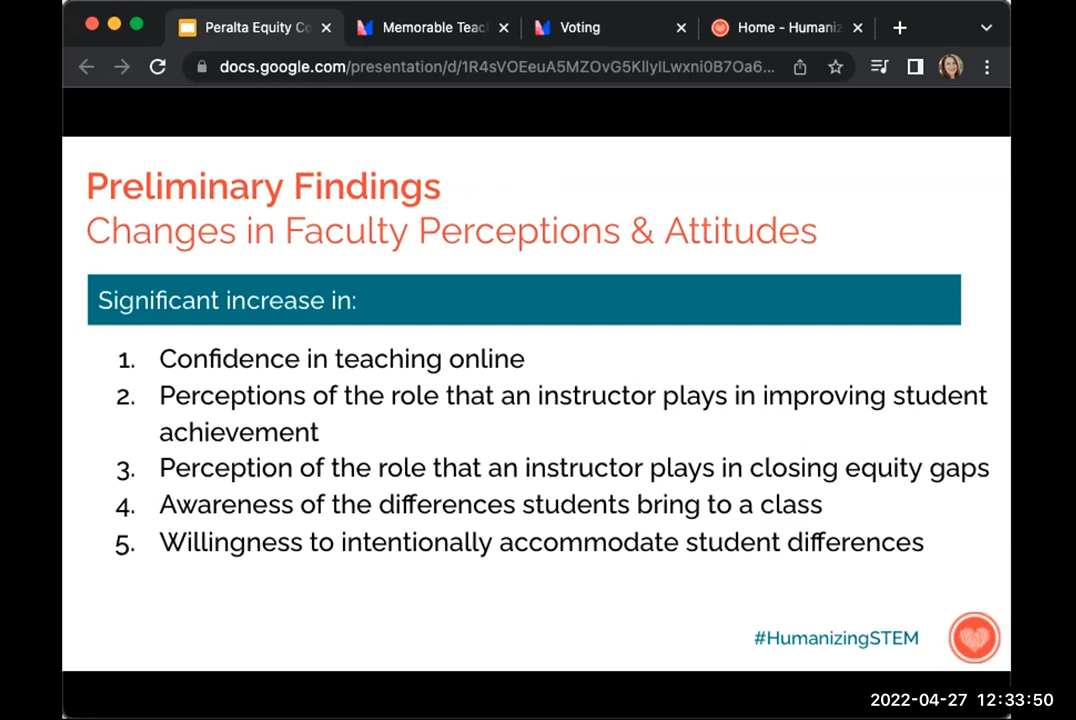 Peralta Equity Co
Memorable Teac
Voting
Home - Humani
docs.google.com/presentation/d/1R4sVOEeuA5MZOvG5KIlylLwxni0B7Oa6...
Preliminary Findings
Changes in Faculty Perceptions & Attitudes
Significant increase in:
1. Confidence in teaching online
2. Perceptions of the role that an instructor plays in improving student
achievement
3. Perception of the role that an instructor plays in closing equity gaps
4. Awareness of the differences students bring to a class
5. Willingness to intentionally accommodate student differences
#HumanizingSTEM
2022-04-27 12:33:50